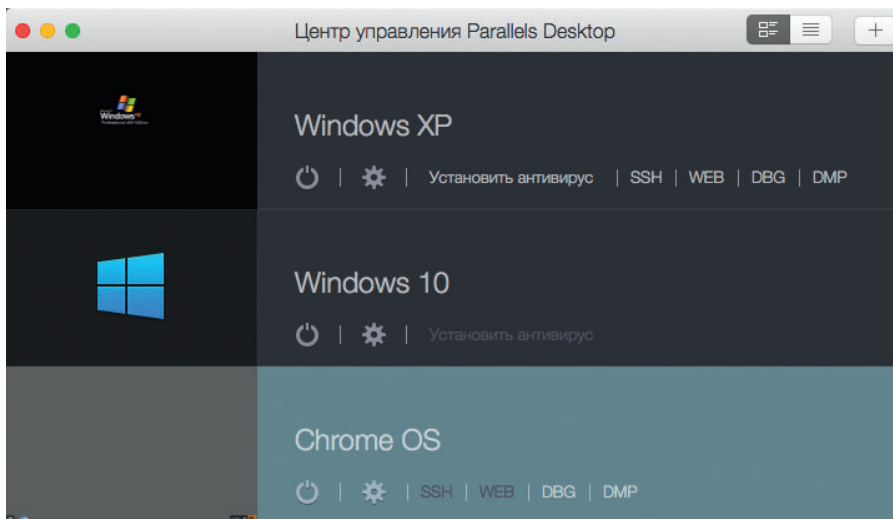 Центр управления Parallels Desktop
Windows XP
Установить антивирус | SSH | WEB | DBG | DMP
Windows
Windows 10
Установить антивирус
Chrome OS
SSH | WEB | DBG | DMP